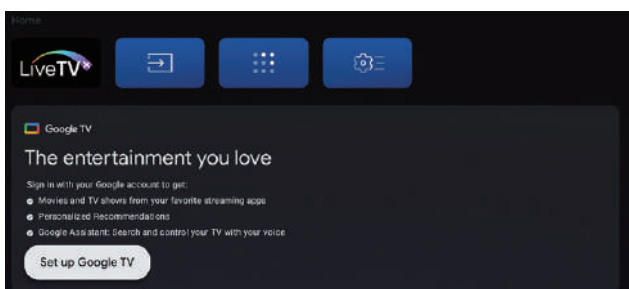 Home
LiveTV
Google TV
The entertainment you love
Sign in with your Google account to get:
Movies and TV shows from your favorite streaming apps
Personalized Recommendations
Google Assistant: Search and control your TV with your voice
Set up Google TV